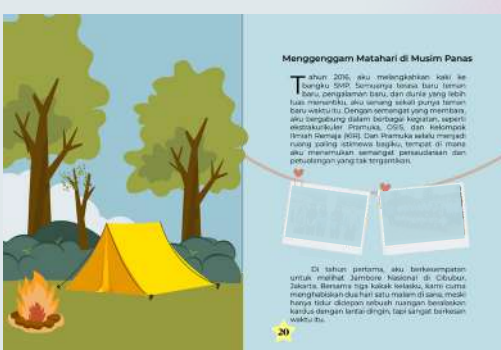 Menggenggam Matahari di Musim Panas
Tahun 2016, aku melangkahkan kaki ke
bangku SMP. Semuanya terasa baru teman
baru, pengalaman baru, dan dunia yang lebih
luas menantiku, aku senang sekali punya teman
baru waktu itu. Dengan semangat yang membara,
aku bergabung dalam berbagai kegiatan, seperti
ekstrakurikuler Pramuka, OSIS, dan Kelompok
Ilmiah Remaja (KIR). Dan Pramuka selalu menjadi
ruang paling istimewa bagiku, tempat di mana
aku menemukan semangat persaudaraan dan
petualangan yang tak tergantikan.
Di tahun pertama, aku berkesempatan
untuk melihat Jambore Nasional di Cibubur,
Jakarta. Bersama tiga kakak kelasku, kami cuma
menghabiskan dua hari satu malam di sana, meski
hanya tidur didepan sebuah ruangan beralaskan
kardus dengan lantai dingin, tapi sangat berkesan
waktu itu.
20